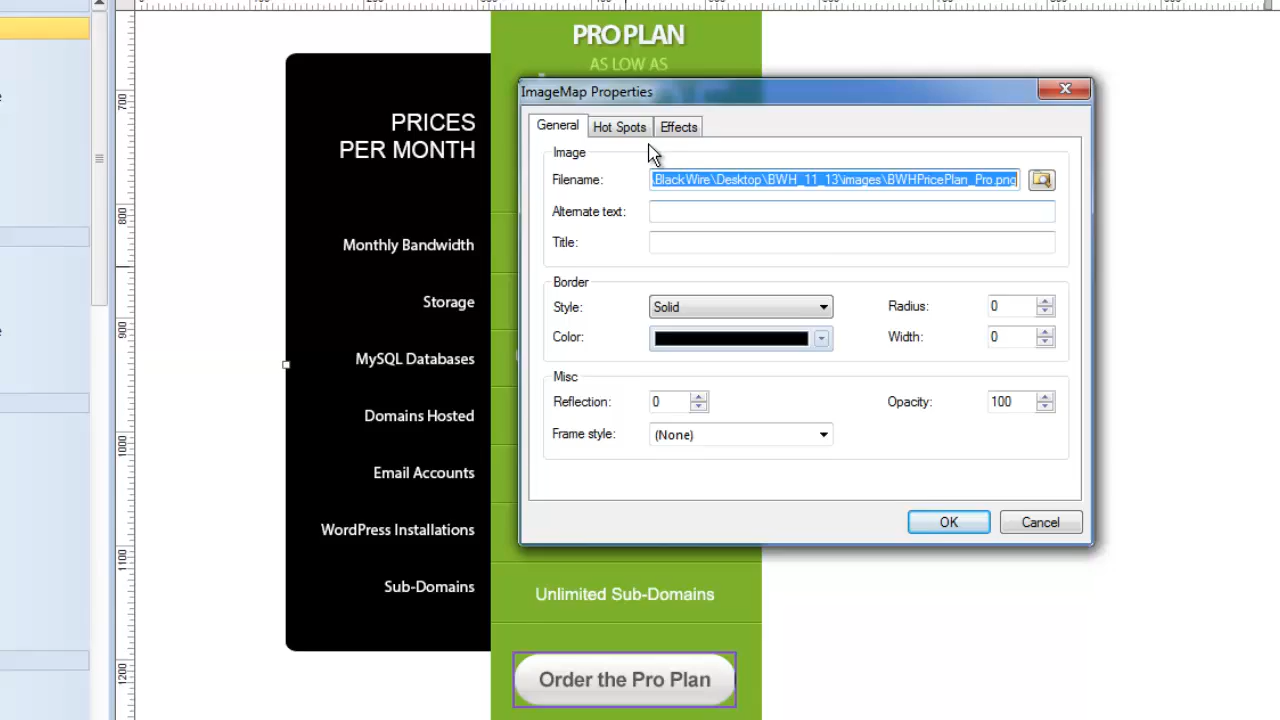 PRO PLAN
AS LOW AS
PRICES
PER MONTH
Monthly Bandwidth
Storage
MySQL Databases
Domains Hosted
Email Accounts
WordPress Installations
Sub-Domains
Unlimited Sub-Domains
Order the Pro Plan
ImageMap Properties
General
Hot Spots
Effects
Image
Filename:
\BlackWire\Desktop\BWH_11_13\images\BWHPricePlan_Pro.png
Alternate text:
Title:
Border
Style:
Solid
Radius:
0
Color:
Width:
0
Misc
Reflection:
0
Opacity:
100
Frame style:
(None)
OK
Cancel
700
800
900
1000
1100
1200